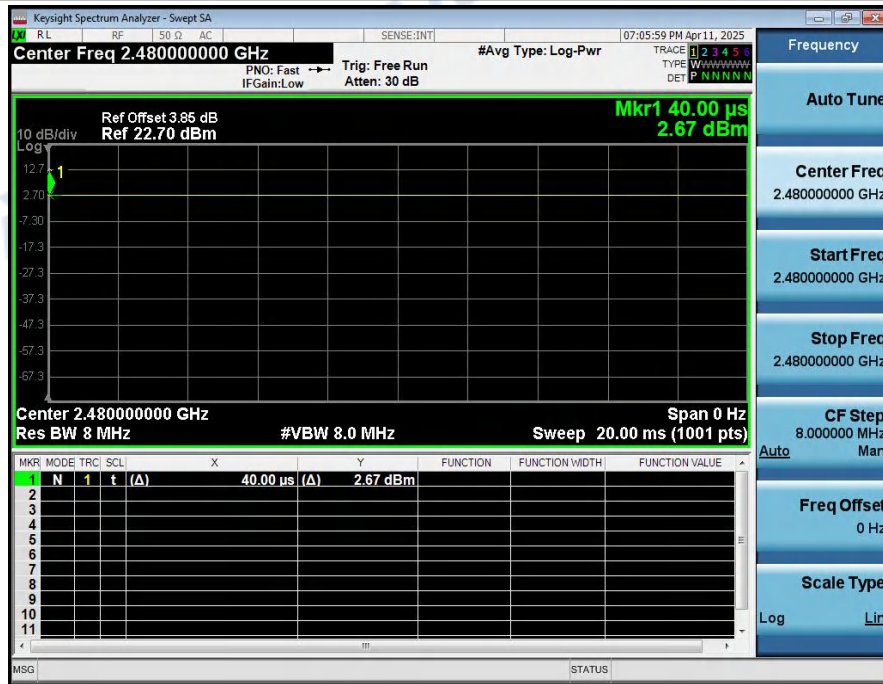 Keysight Spectrum Analyzer - Swept SA
LXI RL RF 50 Ω AC SENSE:INT 07:05:59 PM Apr 11, 2025
Center Freq 2.480000000 GHz #Avg Type: Log-Pwr TRACE 1 2 3 4 5 6
PNO: Fast Trig: Free Run TYPE WWWWWW
IFGain:Low Atten: 30 dB DET P N N N N N
Mkr1 40.00 µs
2.67 dBm
Ref Offset 3.85 dB
10 dB/div Ref 22.70 dBm
Log
1
12.7
2.70
-7.30
-17.3
-27.3
-37.3
-47.3
-57.3
-67.3
Center 2.480000000 GHz Span 0 Hz
Res BW 8 MHz #VBW 8.0 MHz Sweep 20.00 ms (1001 pts)
MKR MODE TRC SCL X Y FUNCTION FUNCTION WIDTH FUNCTION VALUE
1 N 1 t (Δ) 40.00 µs (Δ) 2.67 dBm
2
3
4
5
6
7
8
9
10
11
MSG STATUS
Frequency
Auto Tune
Center Freq
2.480000000 GHz
Start Freq
2.480000000 GHz
Stop Freq
2.480000000 GHz
CF Step
8.000000 MHz
Auto Man
Freq Offset
0 Hz
Scale Type
Log Lin